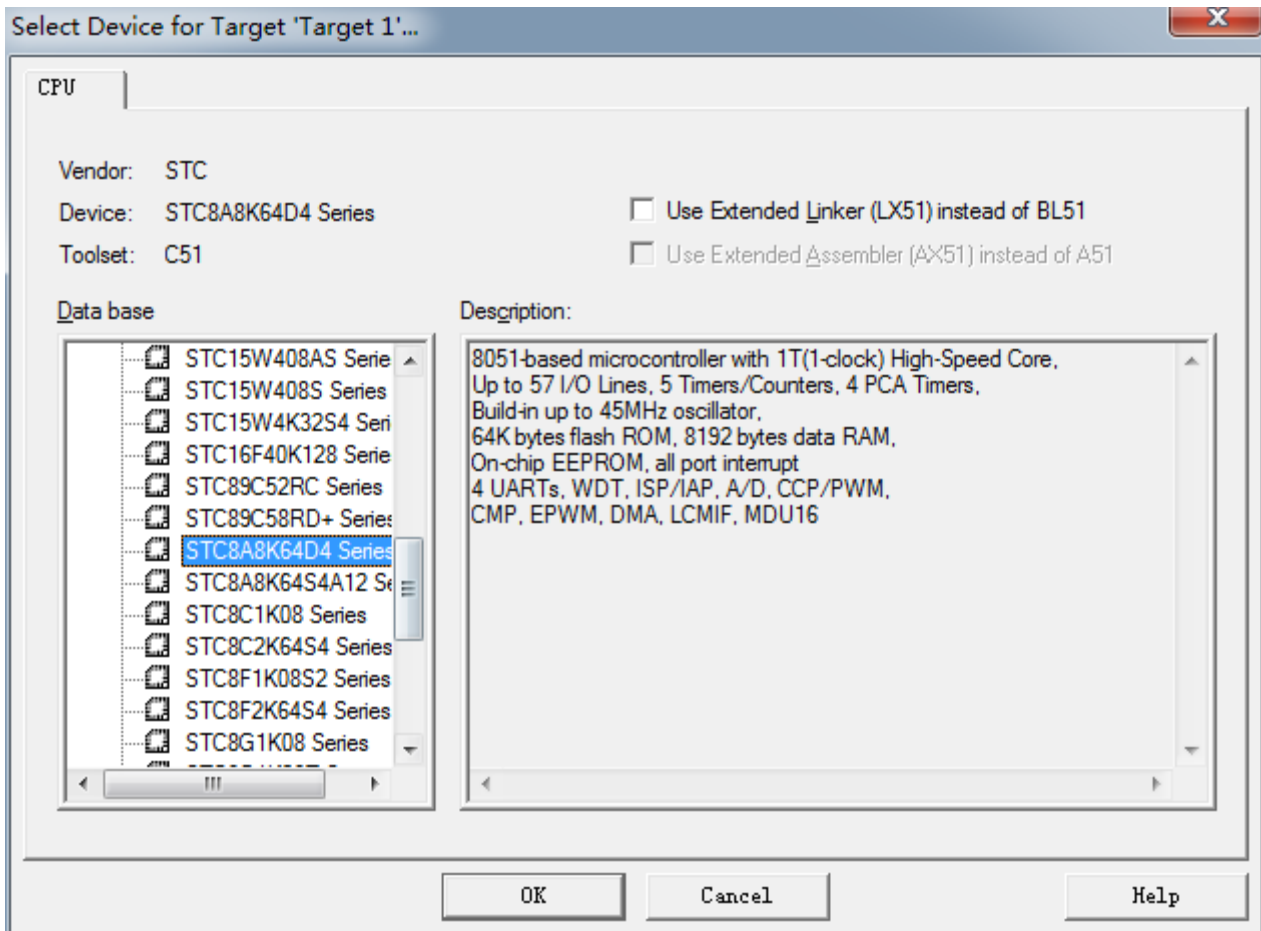 Select Device for Target 'Target 1'...
CPU
Vendor: STC
Device: STC8A8K64D4 Series
Toolset: C51
Use Extended Linker (LX51) instead of BL51
Use Extended Assembler (AX51) instead of A51
Data base
STC15W408AS Serie
STC15W408S Series
STC15W4K32S4 Seri
STC16F40K128 Serie
STC89C52RC Series
STC89C58RD+ Series
STC8A8K64D4 Series
STC8A8K64S4A12 Se
STC8C1K08 Series
STC8C2K64S4 Series
STC8F1K08S2 Series
STC8F2K64S4 Series
STC8G1K08 Series
Description:
8051-based microcontroller with 1T(1-clock) High-Speed Core,
Up to 57 I/O Lines, 5 Timers/Counters, 4 PCA Timers,
Build-in up to 45MHz oscillator,
64K bytes flash ROM, 8192 bytes data RAM,
On-chip EEPROM, all port interrupt
4 UARTs, WDT, ISP/IAP, A/D, CCP/PWM,
CMP, EPWM, DMA, LCMIF, MDU16
OK
Cancel
Help